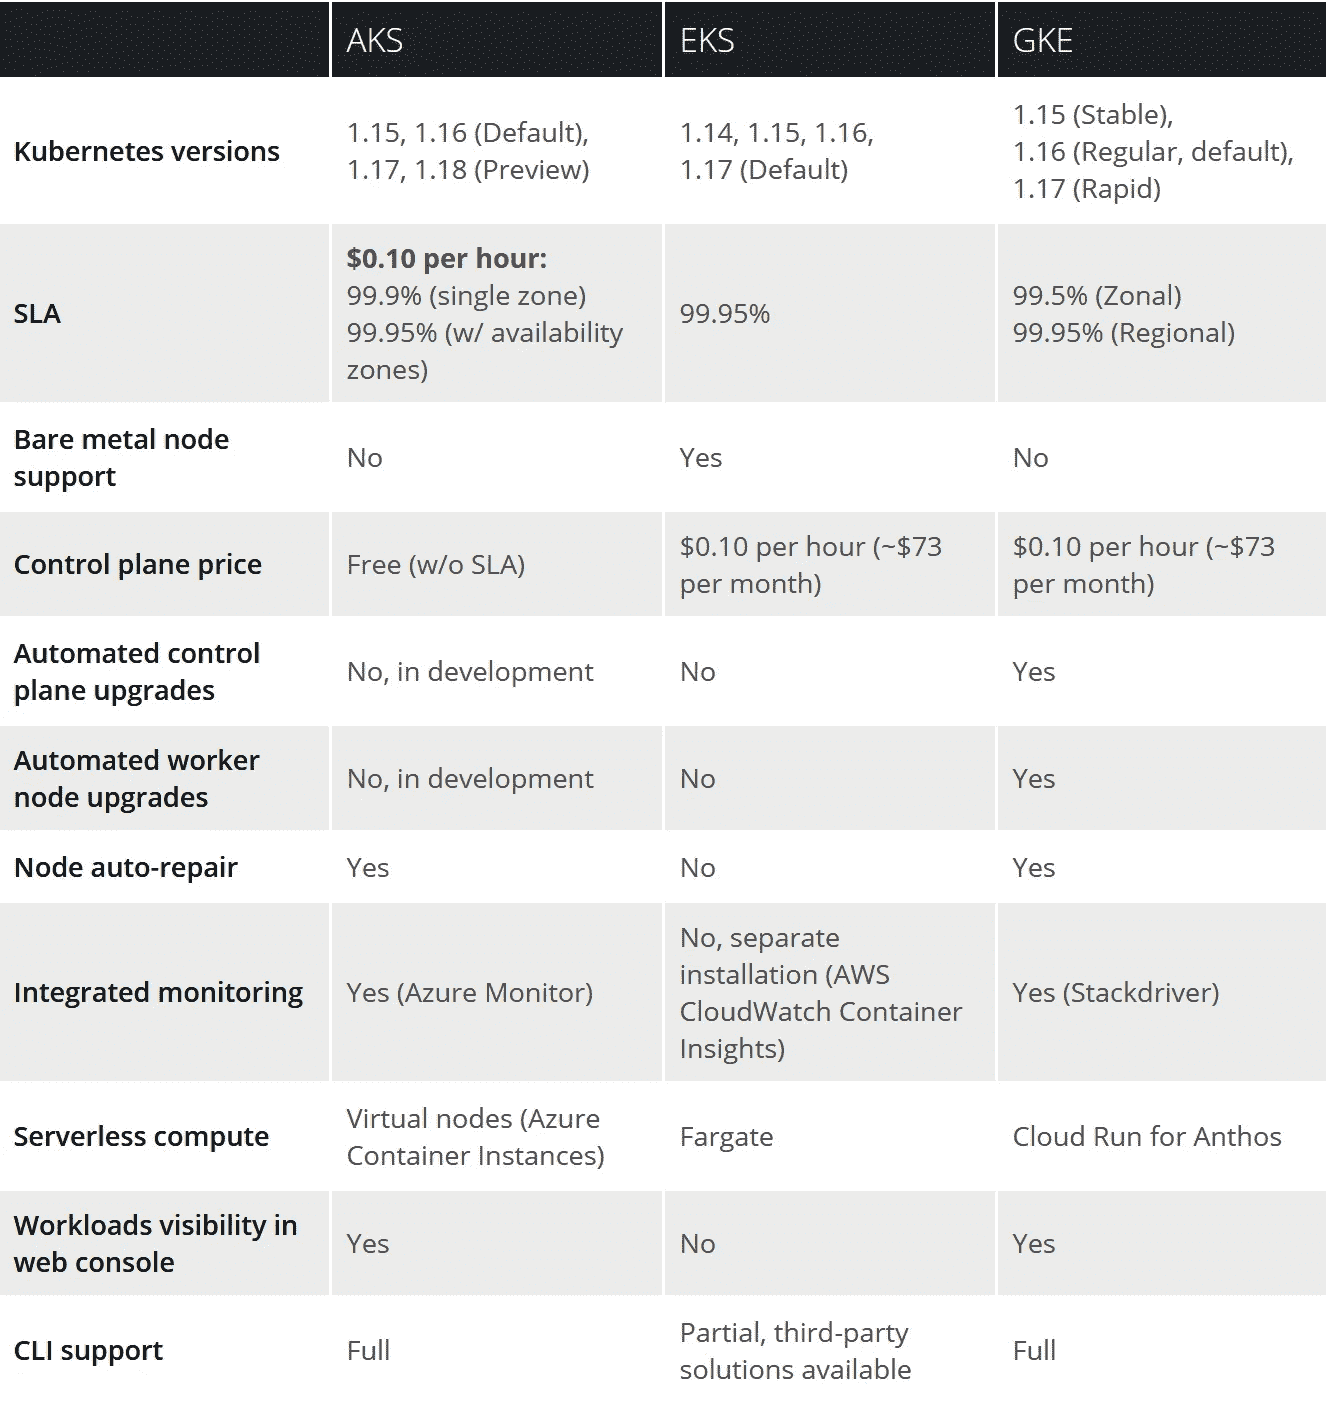 AKS
EKS
GKE
Kubernetes versions
1.15, 1.16 (Default),
1.17, 1.18 (Preview)
1.14, 1.15, 1.16,
1.17 (Default)
1.15 (Stable),
1.16 (Regular, default),
1.17 (Rapid)
SLA
$0.10 per hour:
99.9% (single zone)
99.95% (w/ availability
zones)
99.95%
99.5% (Zonal)
99.95% (Regional)
Bare metal node
support
No
Yes
No
Control plane price
Free (w/o SLA)
$0.10 per hour (~$73
per month)
$0.10 per hour (~$73
per month)
Automated control
plane upgrades
No, in development
No
Yes
Automated worker
node upgrades
No, in development
No
Yes
Node auto-repair
Yes
No
Yes
Integrated monitoring
Yes (Azure Monitor)
No, separate
installation (AWS
CloudWatch Container
Insights)
Yes (Stackdriver)
Serverless compute
Virtual nodes (Azure
Container Instances)
Fargate
Cloud Run for Anthos
Workloads visibility in
web console
Yes
No
Yes
CLI support
Full
Partial, third-party
solutions available
Full